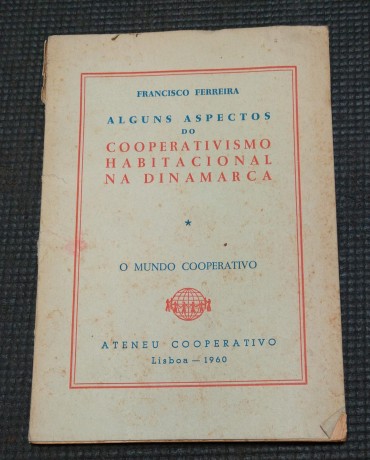 FRANCISCO FERREIRA
ALGUNS ASPECTOS
DO
COOPERATIVISMO
HABITACIONAL
NA DINAMARCA
*
O MUNDO COOPERATIVO
ATENEU COOPERATIVO
Lisboa — 1960